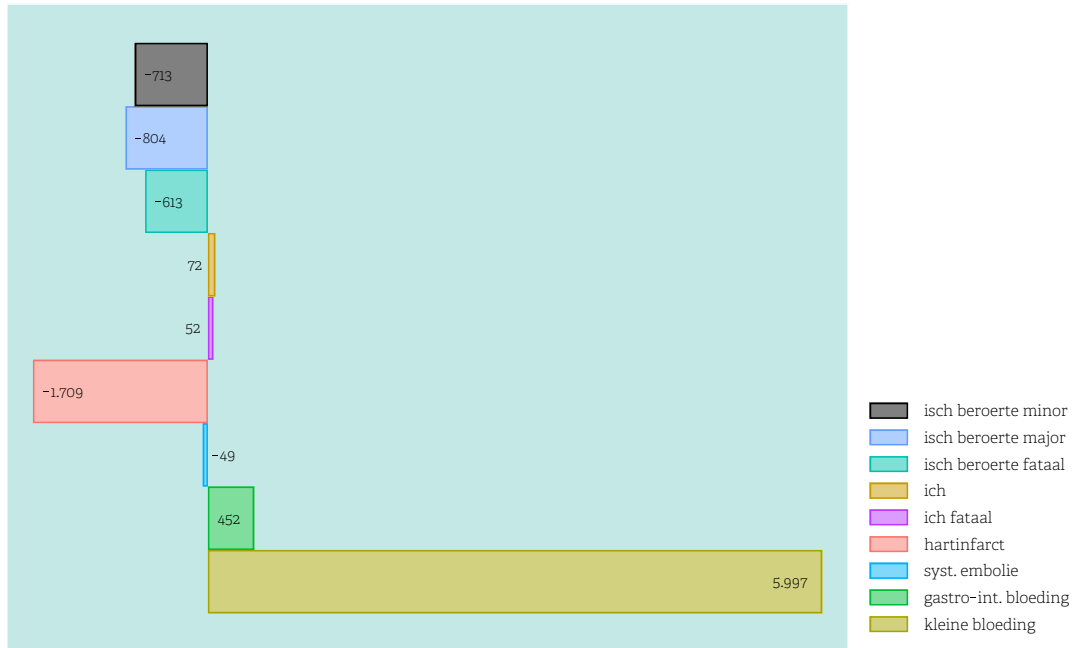 -713
-804
-613
72
52
-1.709
-49
452
5.997
isch beroerte minor
isch beroerte major
isch beroerte fataal
ich
ich fataal
hartinfarct
syst. embolie
gastro-int. bloeding
kleine bloeding